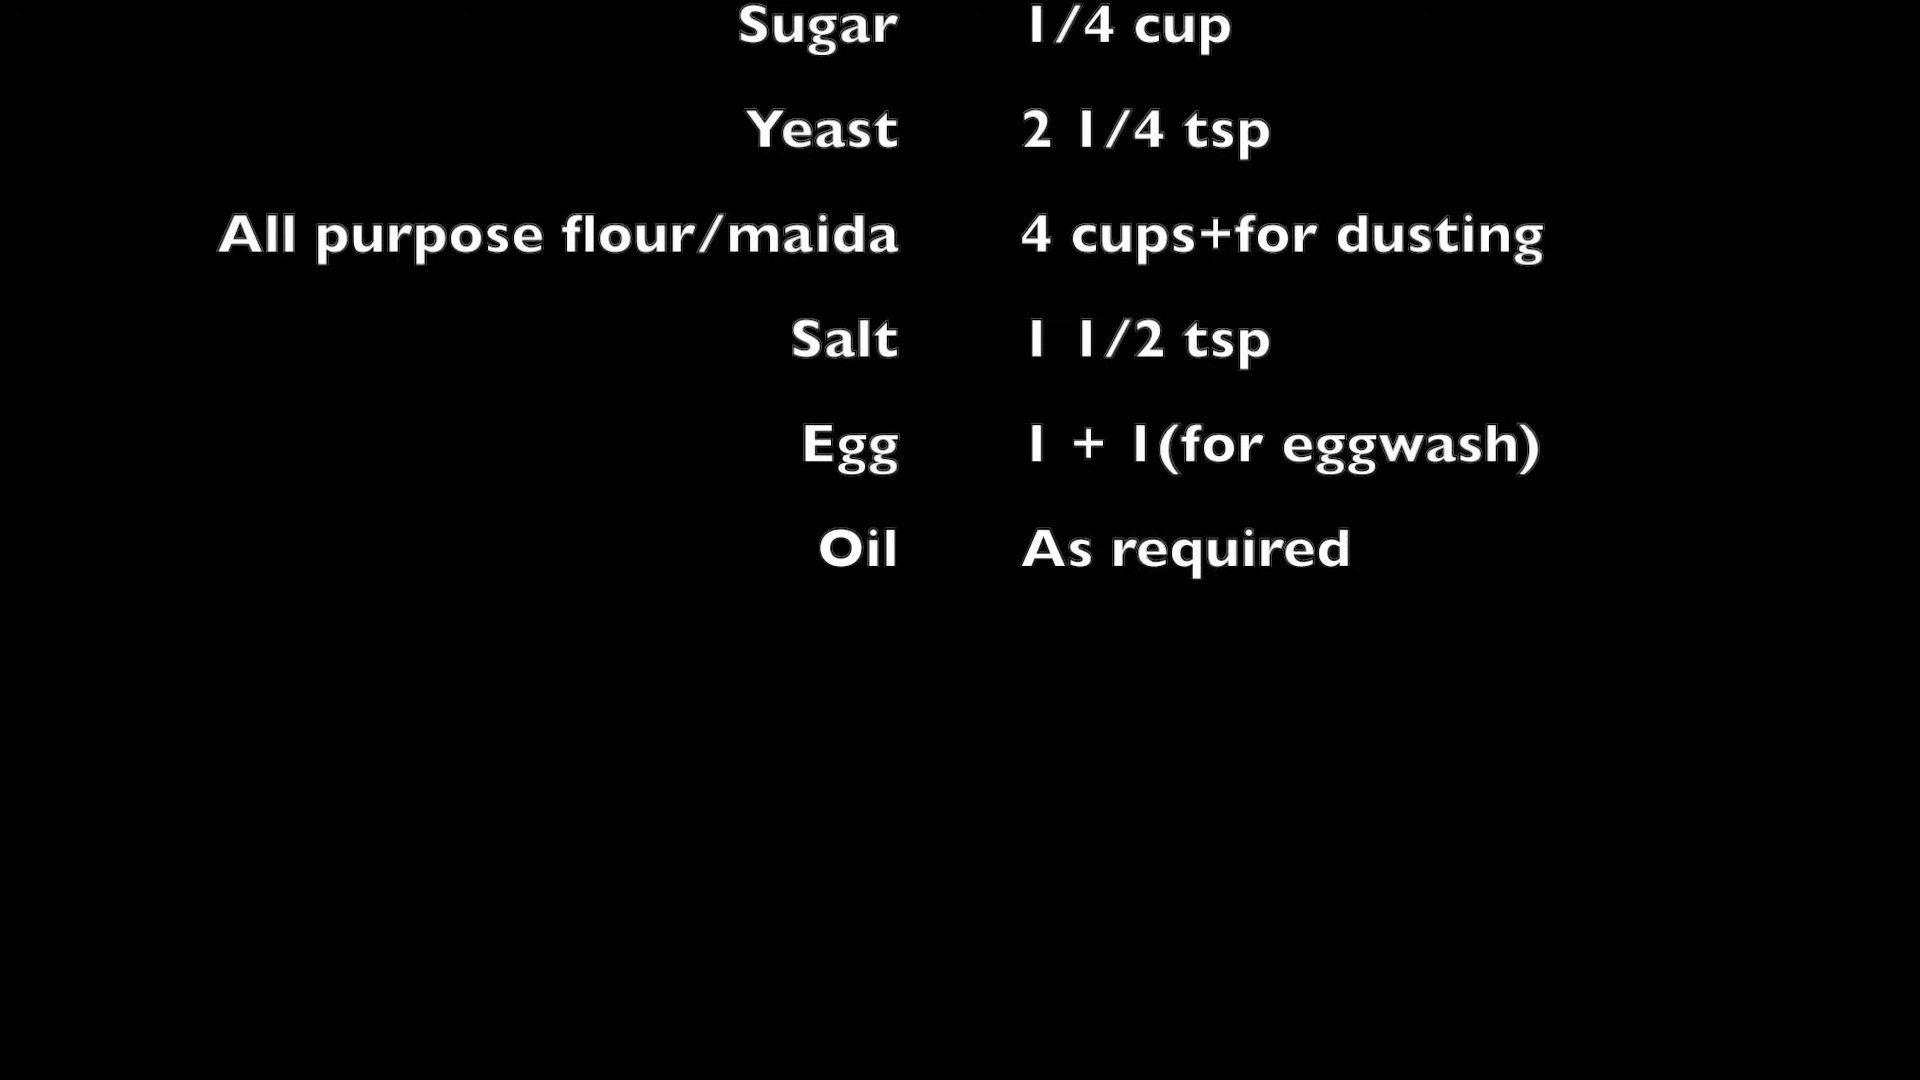 Sugar 1/4 cup
Yeast 2 1/4 tsp
All purpose flour/maida 4 cups+for dusting
Salt 1 1/2 tsp
Egg 1 + 1(for eggwash)
Oil As required